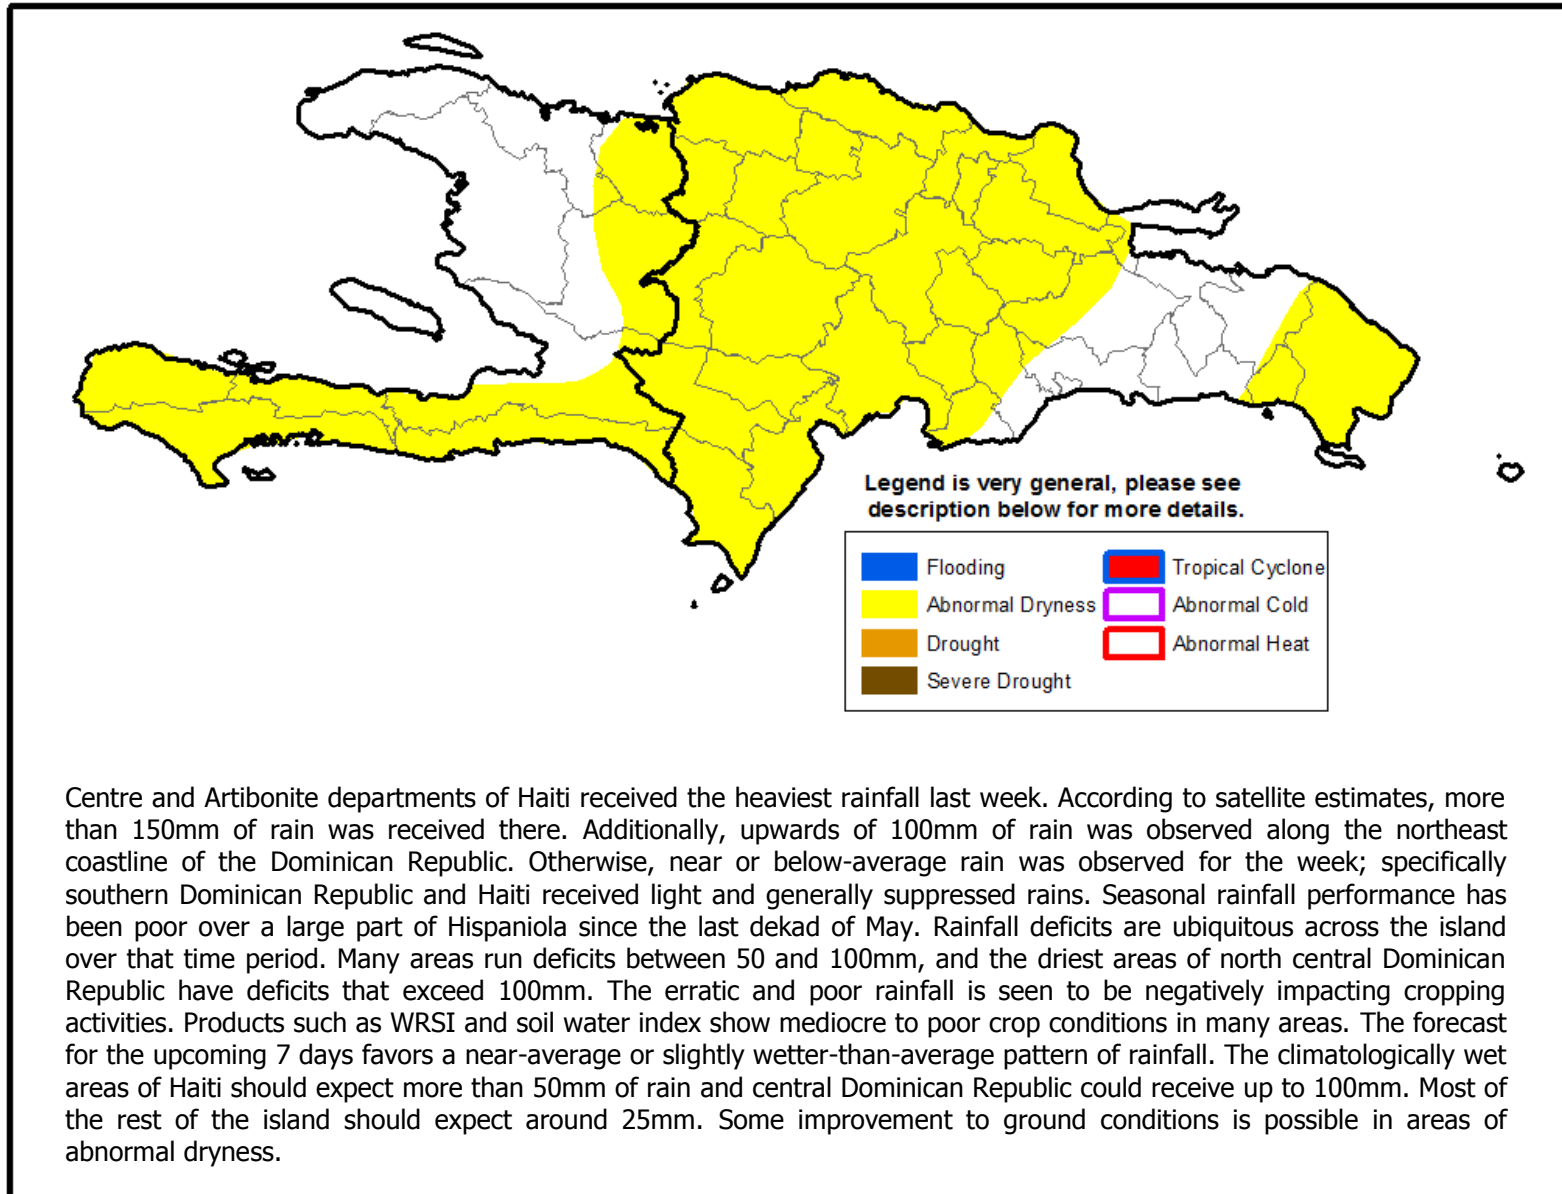 Legend is very general, please see
description below for more details.
Flooding
Tropical Cyclone
Abnormal Dryness
Abnormal Cold
Drought
Abnormal Heat
Severe Drought
Centre and Artibonite departments of Haiti received the heaviest rainfall last week. According to satellite estimates, more
than 150mm of rain was received there. Additionally, upwards of 100mm of rain was observed along the northeast
coastline of the Dominican Republic. Otherwise, near or below-average rain was observed for the week; specifically
southern Dominican Republic and Haiti received light and generally suppressed rains. Seasonal rainfall performance has
been poor over a large part of Hispaniola since the last dekad of May. Rainfall deficits are ubiquitous across the island
over that time period. Many areas run deficits between 50 and 100mm, and the driest areas of north central Dominican
Republic have deficits that exceed 100mm. The erratic and poor rainfall is seen to be negatively impacting cropping
activities. Products such as WRSI and soil water index show mediocre to poor crop conditions in many areas. The forecast
for the upcoming 7 days favors a near-average or slightly wetter-than-average pattern of rainfall. The climatologically wet
areas of Haiti should expect more than 50mm of rain and central Dominican Republic could receive up to 100mm. Most of
the rest of the island should expect around 25mm. Some improvement to ground conditions is possible in areas of
abnormal dryness.